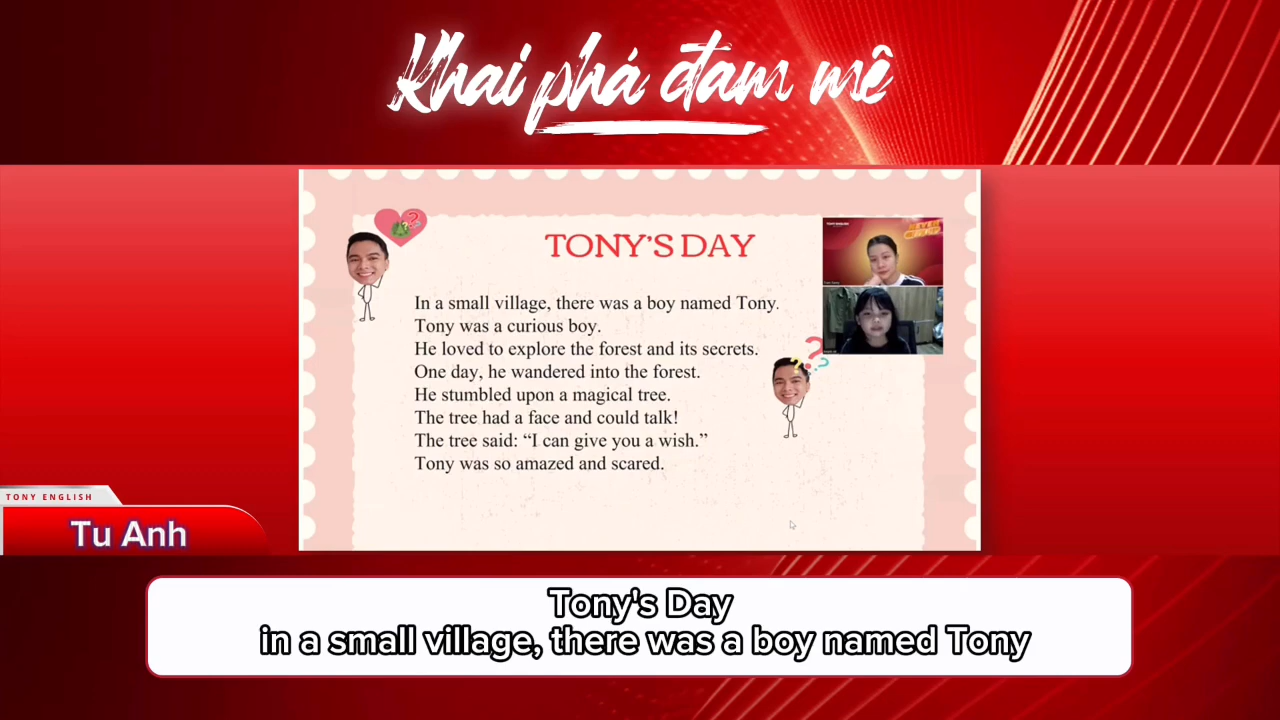 Khai phá đam mê
TONY'S DAY
In a small village, there was a boy named Tony.
Tony was a curious boy.
He loved to explore the forest and its secrets.
One day, he wandered into the forest.
He stumbled upon a magical tree.
The tree had a face and could talk!
The tree said: “I can give you a wish.”
Tony was so amazed and scared.
TONY ENGLISH
Tu Anh
Tony's Day
in a small village, there was a boy named Tony